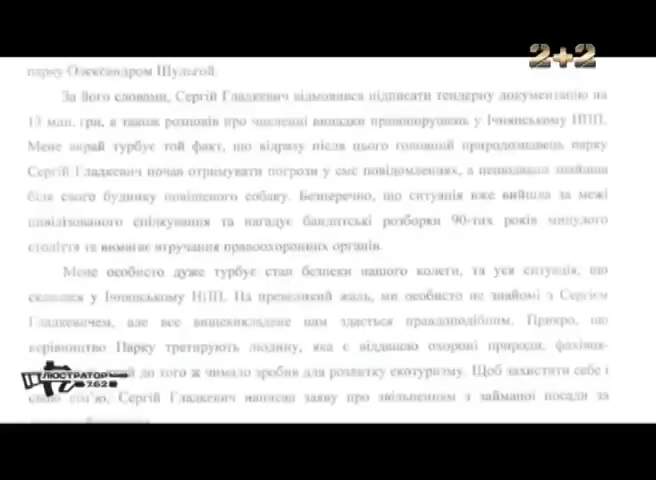 2+2
парку Олександром Шульгой.
За його словами, Сергій Гладкевич відмовився підписати тендерну документацію на
13 млн. грн, а також розповів про численні випадки правопорушень у Ічнянському НПП.
Мене вкрай турбує той факт, що відразу після цього головний природознавець парку
Сергій Гладкевич почав отримувати погрози у смс повідомленнях, а нещодавно знайшов
біля свого будинку повішеного собаку. Безперечно, що ситуація вже вийшла за межі
цивілізованого спілкування та нагадує бандитські розборки 90-тих років минулого
століття та вимагає втручання правоохоронних органів.
Мене особисто дуже турбує стан безпеки нашого колеги, та уся ситуація, що
склалася у Ічнянському НПП. На превеликий жаль, ми особисто не знайомі з Сергієм
Гладкевичем, але все вищевикладене нам здається правдоподібним. Прикро, що
керівництво Парку третирують людину, яка є відданою охороні природи, фахівця-
й до того ж чимало зробив для розвитку екотуризму. Щоб захистити себе і
свою сім'ю, Сергій Гладкевич написав заяву про звільненням з займаної посади за
ЛЮСТРАТОР
7.62